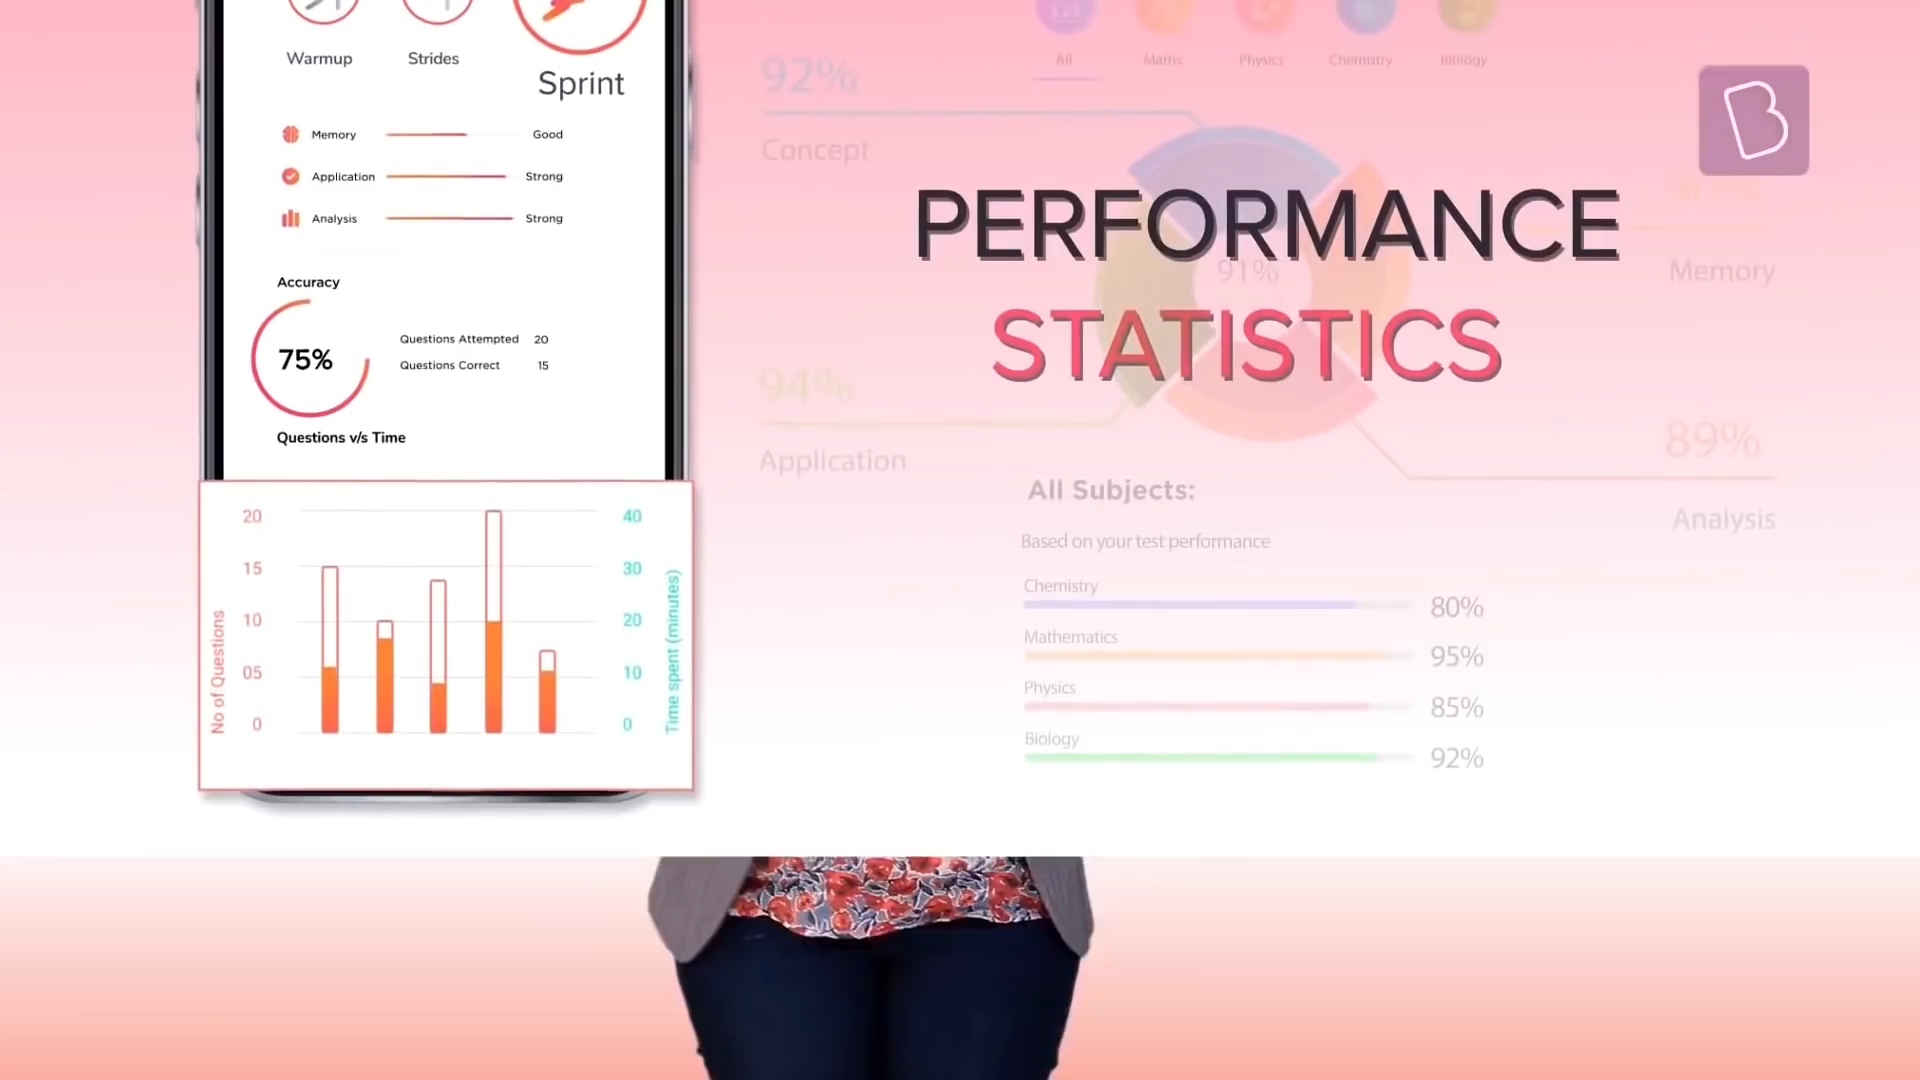 Warmup
Strides
Sprint
Memory Good
Application Strong
Analysis Strong
Accuracy
75%
Questions Attempted 20
Questions Correct 15
Questions v/s Time
20
15
10
05
0
No of Questions
40
30
20
10
0
Time spent (minutes)
All
Maths
Physics
Chemistry
Biology
92%
Concept
PERFORMANCE
STATISTICS
91%
Memory
94%
Application
89%
Analysis
All Subjects:
Based on your test performance
Chemistry
80%
Mathematics
95%
Physics
85%
Biology
92%
B